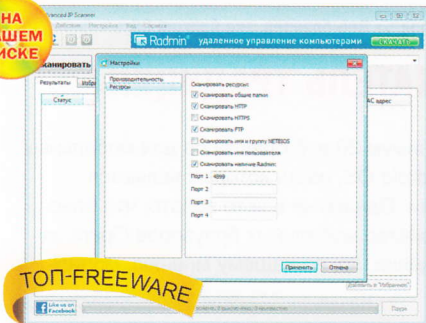 НА
ШЕМ
ИСКЕ
Advanced IP Scanner
Radmin® удаленное управление компьютерами СКАЧАТЬ
Сканировать
Результаты
Статус
MAC адрес
Настройки
Производительность
Ресурсы
Сканировать ресурсы:
Сканировать общие папки
Сканировать HTTP
Сканировать HTTPS
Сканировать FTP
Сканировать имя и группу NETBIOS
Сканировать имя пользователя
Сканировать наличие Radmin:
Порт 1 4899
Порт 2
Порт 3
Порт 4
Применить Отмена
ТОП-FREEWARE
Like us on
Facebook!
Пауза